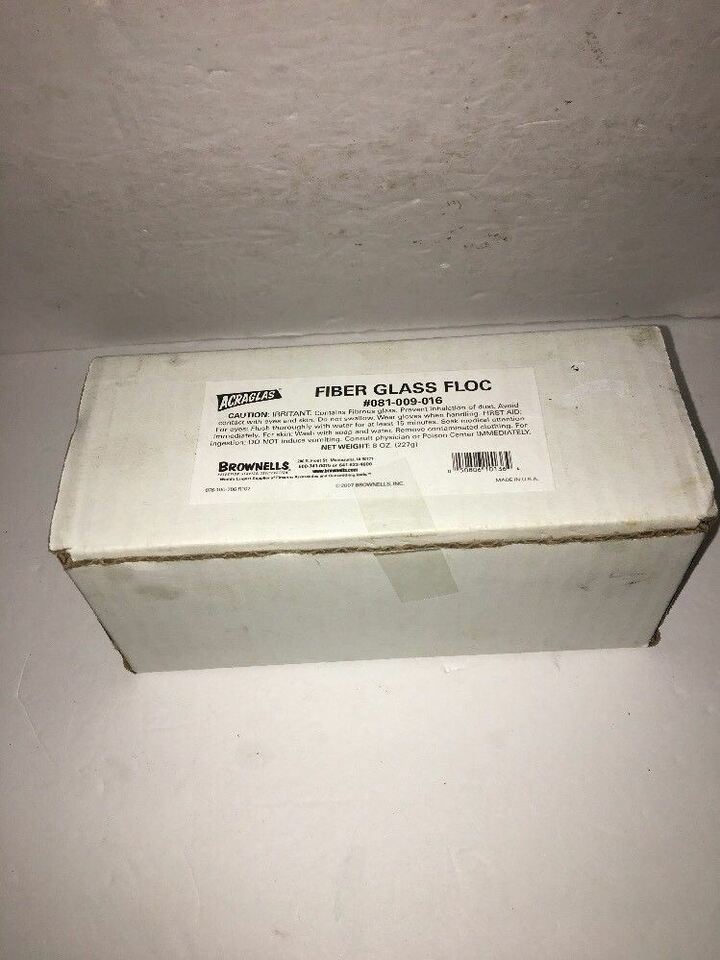 ACRAGLAS
FIBER GLASS FLOC
#081-009-016
CAUTION: IRRITANT. Contains Fibrous glass. Prevent inhalation of dust. Avoid
contact with eyes and skin. Do not swallow. Wear gloves when handling. FIRST AID:
For eyes: Flush thoroughly with water for at least 15 minutes. Seek medical attention
immediately. For skin: Wash with soap and water. Remove contaminated clothing. For
ingestion: DO NOT induce vomiting. Consult physician or Poison Center IMMEDIATELY.
NET WEIGHT: 8 OZ. (227g)
BROWNELLS
www.brownells.com
©2007 BROWNELLS, INC.
MADE IN U.S.A.